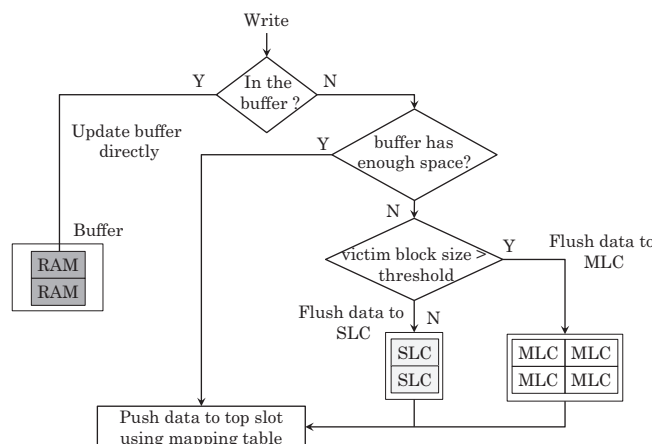 Write
Y
In the
buffer ?
N
Update buffer
directly
Y
buffer has
enough space?
Buffer
RAM
RAM
N
victim block size >
threshold
Y
Flush data to
MLC
Flush data to
SLC
N
SLC
SLC
MLC MLC
MLC MLC
Push data to top slot
using mapping table